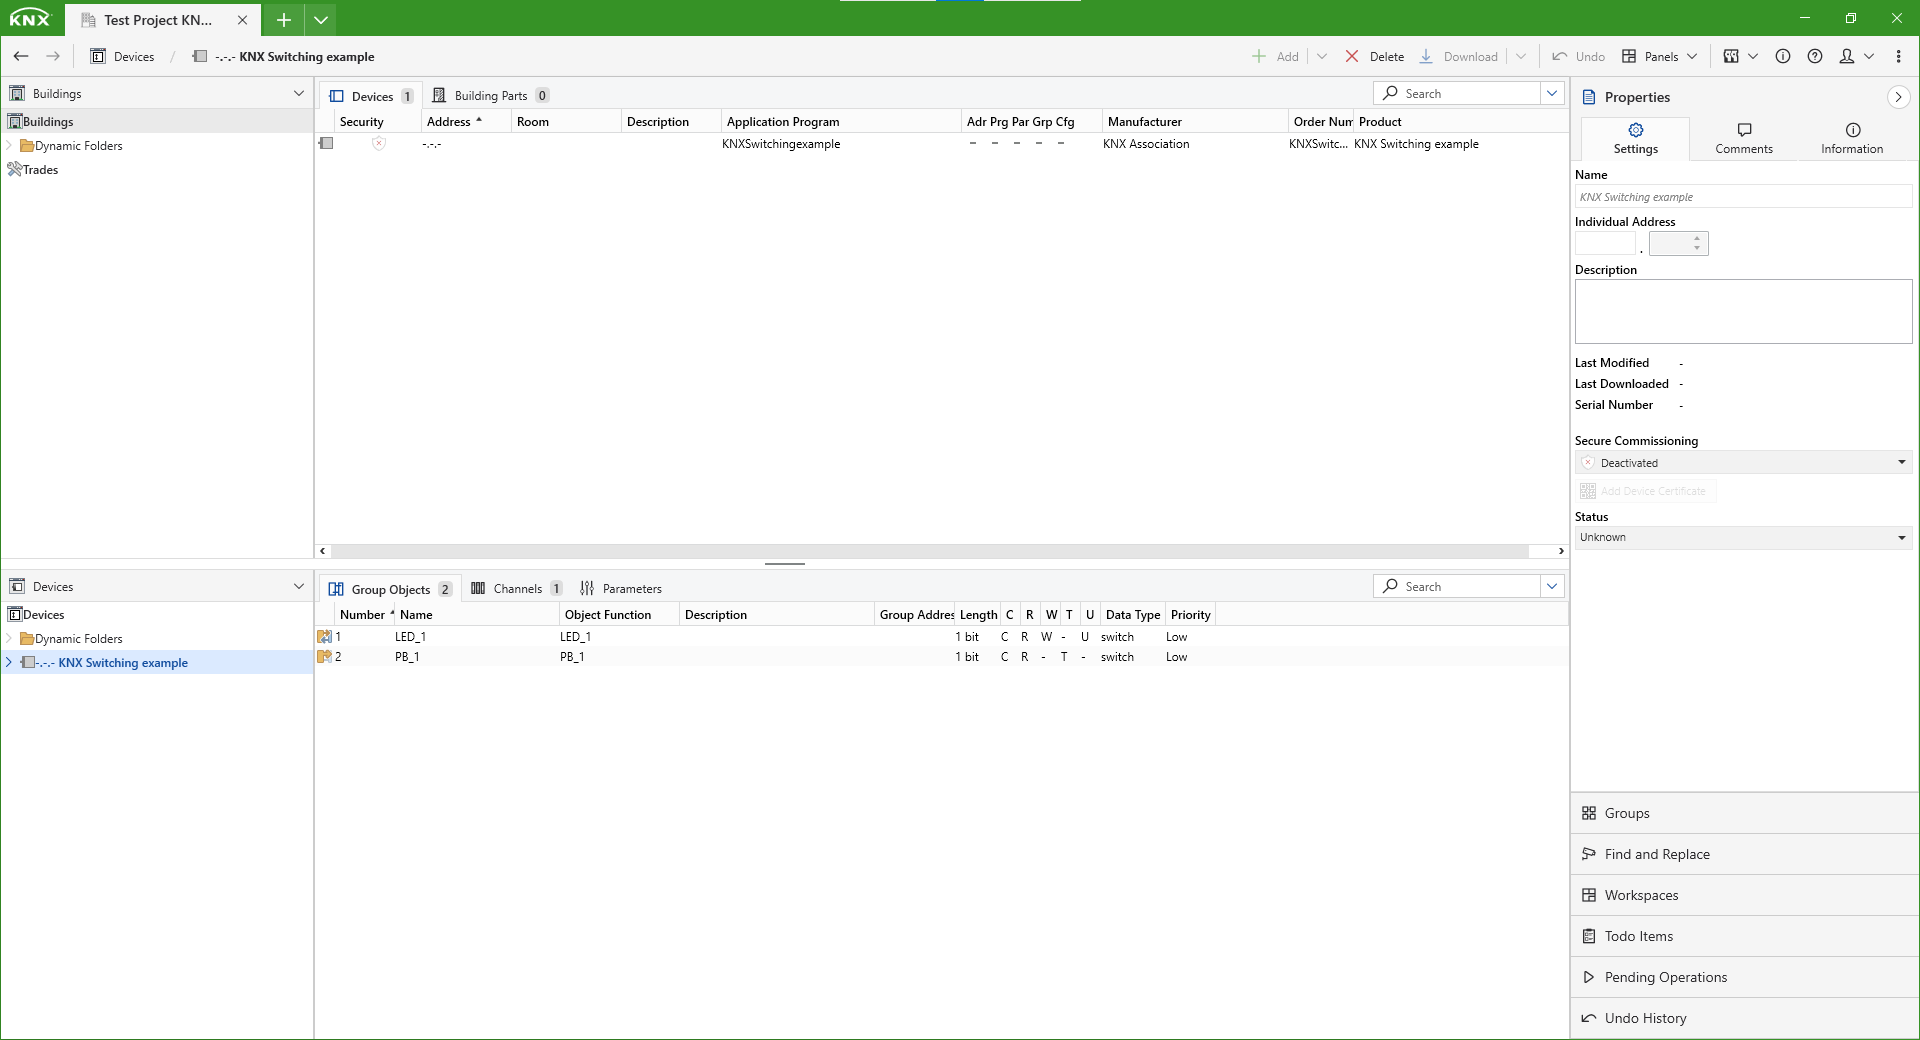 KNX
Test Project KN...
Devices / -.-.- KNX Switching example
Add
Delete
Download
Undo
Panels
Buildings
Buildings
Dynamic Folders
Trades
Devices 1
Building Parts 0
Search
Security Address Room Description Application Program Adr Prg Par Grp Cfg Manufacturer Order Num Product
-.-.- KNXSwitchingexample – – – – – KNX Association KNXSwitc... KNX Switching example
Devices
Devices
Dynamic Folders
-.-.- KNX Switching example
Group Objects 2
Channels 1
Parameters
Search
Number Name Object Function Description Group Addres Length C R W T U Data Type Priority
1 LED_1 LED_1 1 bit C R W - U switch Low
2 PB_1 PB_1 1 bit C R - T - switch Low
Properties
Settings
Comments
Information
Name
KNX Switching example
Individual Address
.
Description
Last Modified -
Last Downloaded -
Serial Number -
Secure Commissioning
Deactivated
Add Device Certificate
Status
Unknown
Groups
Find and Replace
Workspaces
Todo Items
Pending Operations
Undo History